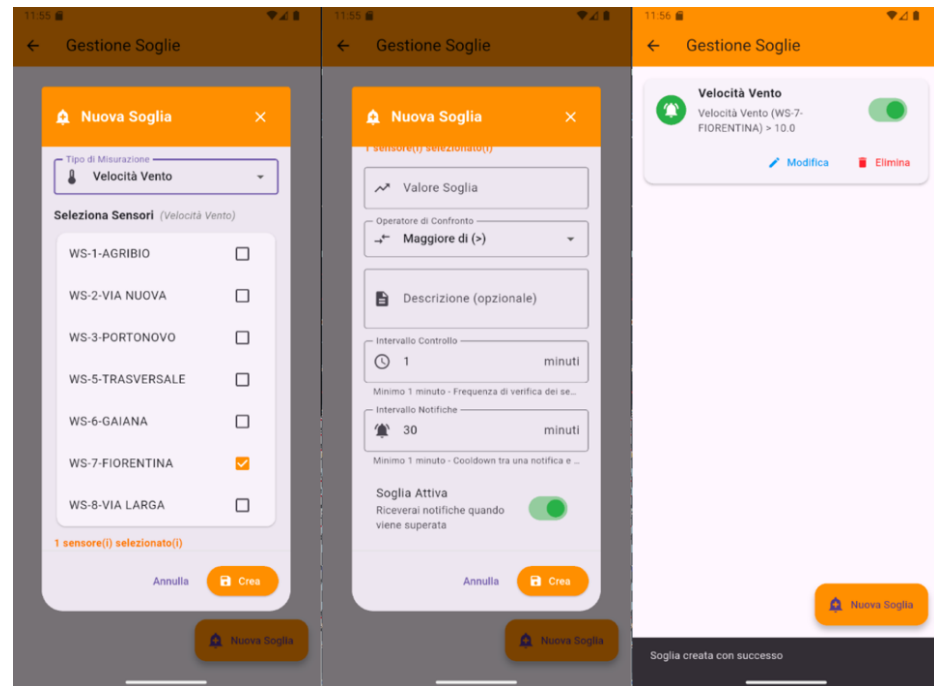 11:55
Gestione Soglie
Nuova Soglia
Tipo di Misurazione
Velocità Vento
Seleziona Sensori (Velocità Vento)
WS-1-AGRIBIO
WS-2-VIA NUOVA
WS-3-PORTONOVO
WS-5-TRASVERSALE
WS-6-GAIANA
WS-7-FIORENTINA
WS-8-VIA LARGA
1 sensore(i) selezionato(i)
Annulla
Crea
Nuova Soglia
11:55
Gestione Soglie
Nuova Soglia
1 sensore(i) selezionato(i)
Valore Soglia
Operatore di Confronto
Maggiore di (>)
Descrizione (opzionale)
Intervallo Controllo
1 minuti
Minimo 1 minuto - Frequenza di verifica dei se...
Intervallo Notifiche
30 minuti
Minimo 1 minuto - Cooldown tra una notifica e ...
Soglia Attiva
Riceverai notifiche quando
viene superata
Annulla
Crea
Nuova Soglia
11:56
Gestione Soglie
Velocità Vento
Velocità Vento (WS-7-
FIORENTINA) > 10.0
Modifica
Elimina
Nuova Soglia
Soglia creata con successo